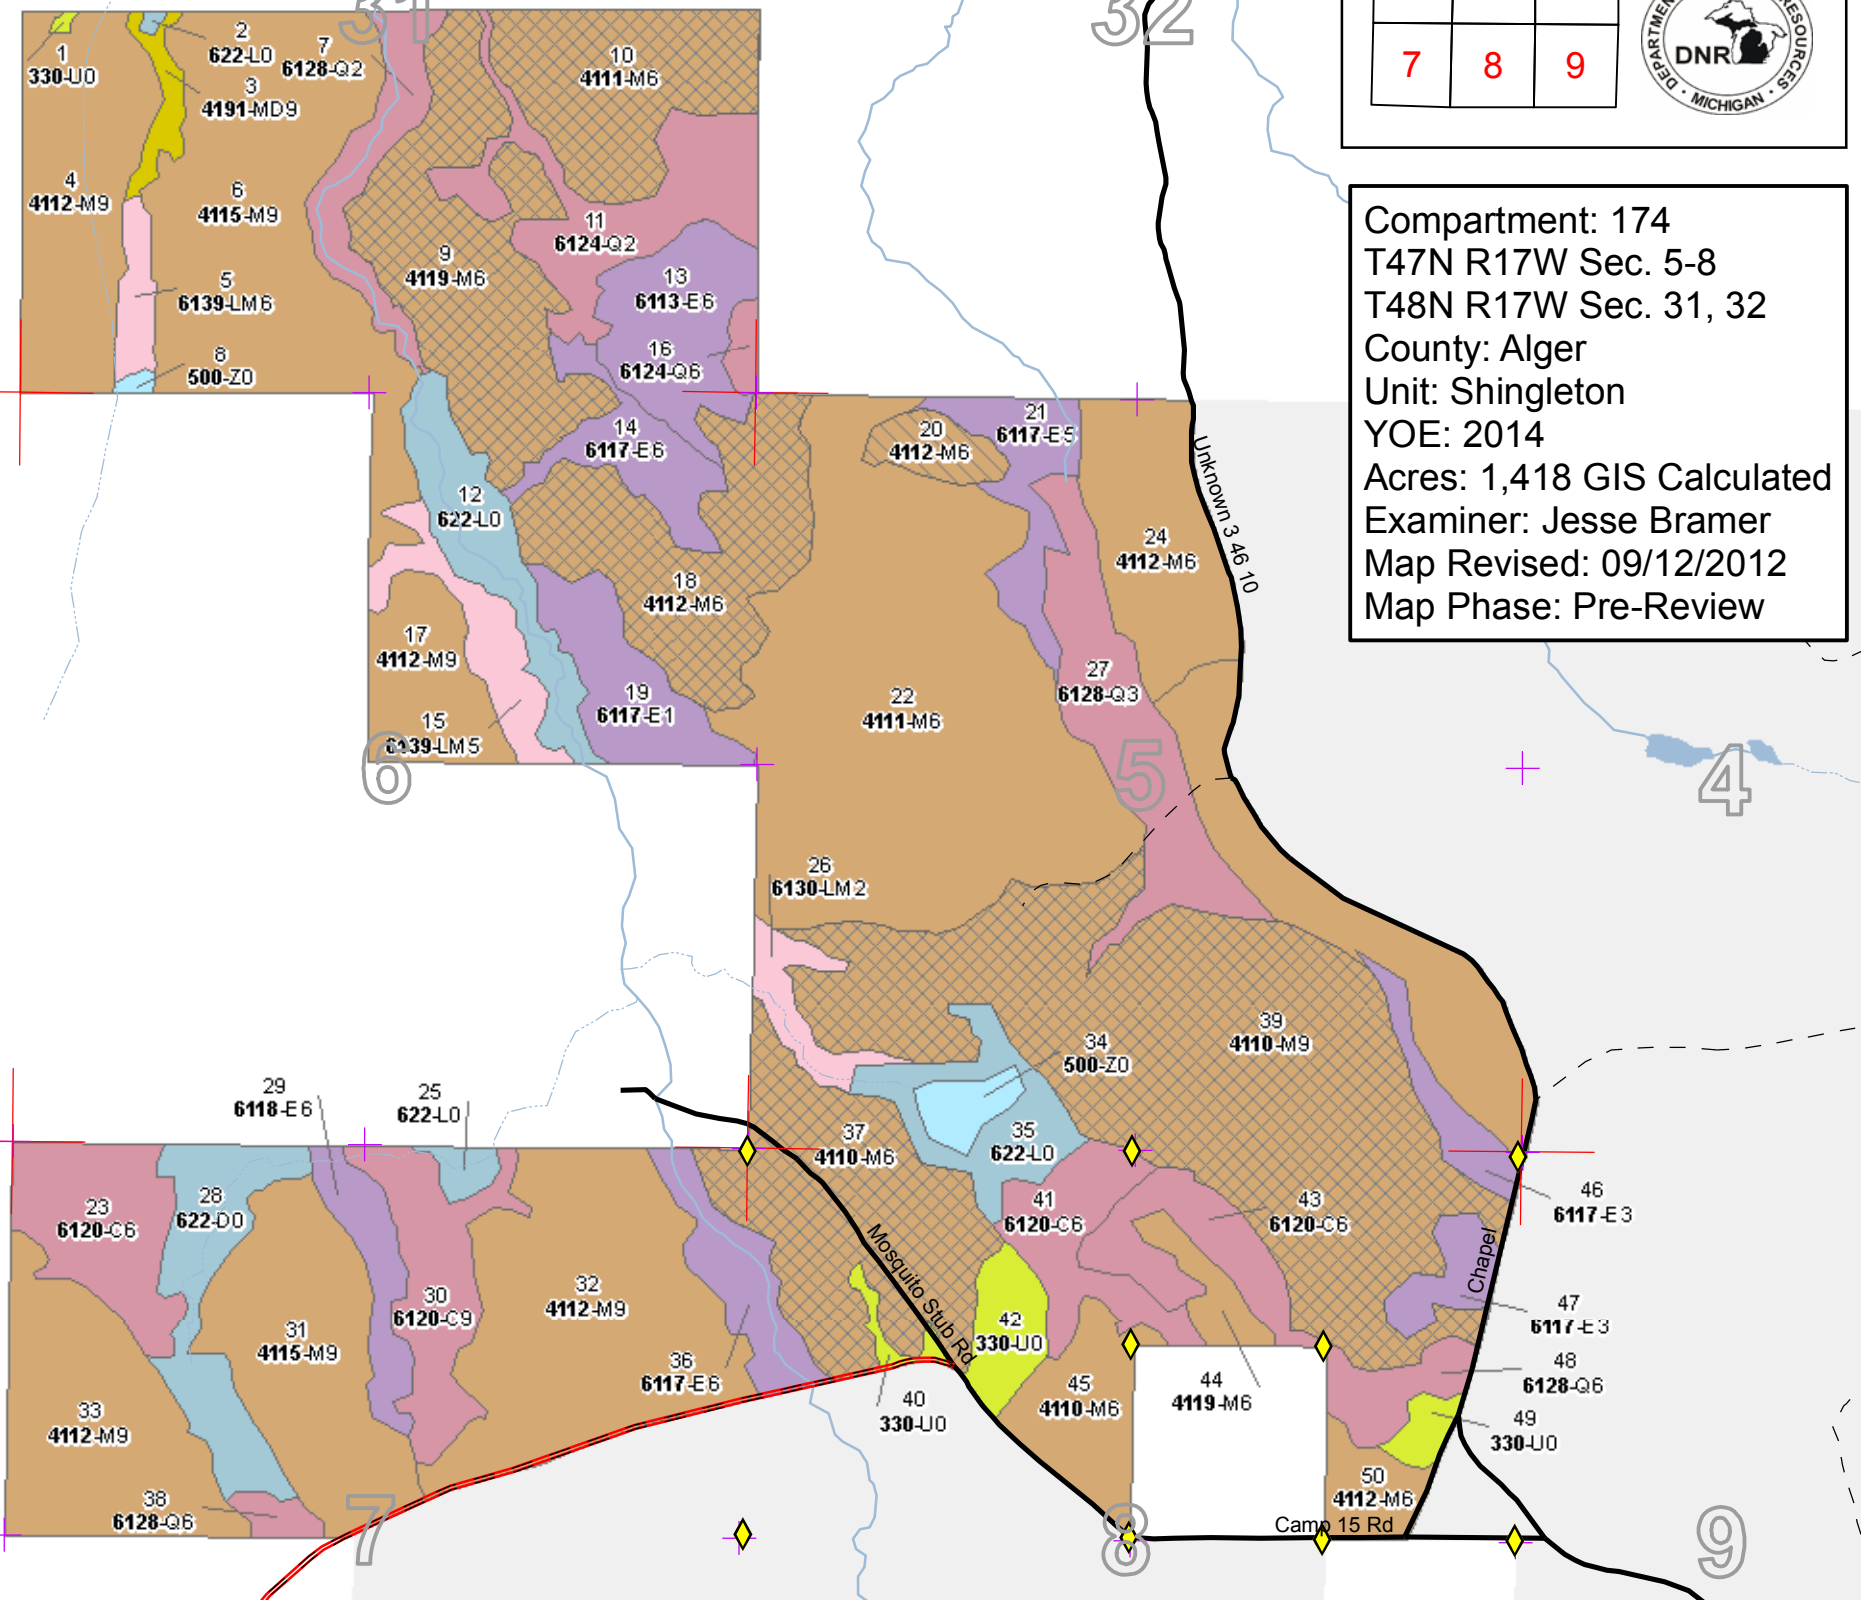 31
32
7 8 9
DEPARTMENT
RESOURCES
DNR
MICHIGAN
Compartment: 174
T47N R17W Sec. 5-8
T48N R17W Sec. 31, 32
County: Alger
Unit: Shingleton
YOE: 2014
Acres: 1,418 GIS Calculated
Examiner: Jesse Bramer
Map Revised: 09/12/2012
Map Phase: Pre-Review
1
330-U0
2
622-L0
3
4191-MD9
7
6128-Q2
10
4111-M6
4
4112-M9
6
4115-M9
5
6139-LM6
8
500-Z0
9
4119-M6
11
6124-Q2
13
6113-E6
16
6124-Q6
14
6117-E6
12
622-L0
20
4112-M6
21
6117-E5
Unknown 3 46 10
24
4112-M6
18
4112-M6
17
4112-M9
15
6139-LM5
19
6117-E1
22
4111-M6
27
6128-Q3
6
5
4
26
6130-LM2
39
4110-M9
34
500-Z0
35
622-L0
37
4110-M6
29
6118-E6
25
622-L0
23
6120-C6
28
622-D0
41
6120-C6
43
6120-C6
46
6117-E3
Chapel
Mosquito Stub Rd
47
6117-E3
30
6120-C9
32
4112-M9
31
4115-M9
42
330-U0
36
6117-E6
40
330-U0
45
4110-M6
44
4119-M6
48
6128-Q6
49
330-U0
33
4112-M9
50
4112-M6
38
6128-Q6
Camp 15 Rd
7
8
9